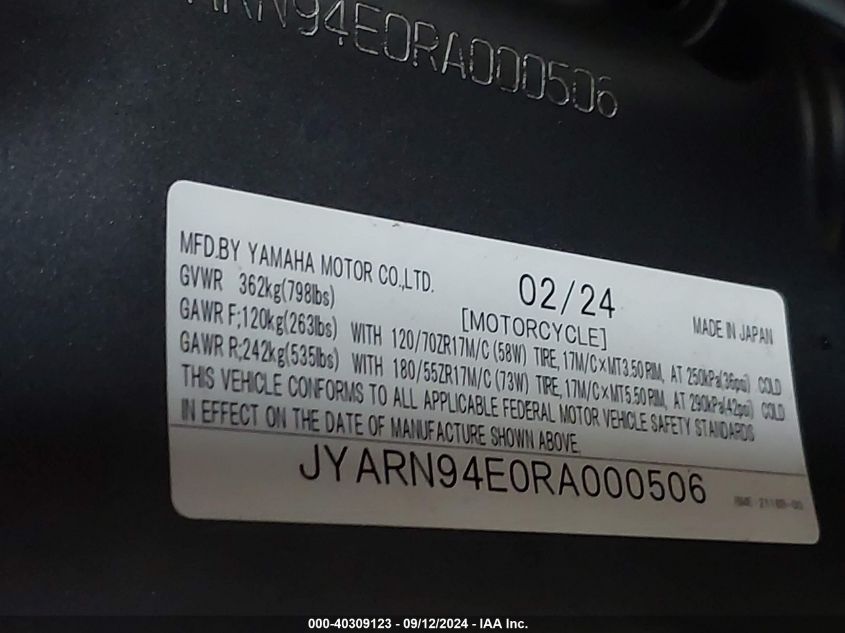 ARN94E0RA000506
MFD.BY YAMAHA MOTOR CO.,LTD.
02/24
MADE IN JAPAN
GVWR 362kg(798lbs)
[MOTORCYCLE]
GAWR F;120kg(263lbs) WITH 120/70ZR17M/C (58W) TIRE, 17M/C×MT3.50 RIM, AT 250kPa(36psi) COLD
GAWR R;242kg(535lbs) WITH 180/55ZR17M/C (73W) TIRE, 17M/C×MT5.50 RIM, AT 290kPa(42psi) COLD
THIS VEHICLE CONFORMS TO ALL APPLICABLE FEDERAL MOTOR VEHICLE SAFETY STANDARDS
IN EFFECT ON THE DATE OF MANUFACTURE SHOWN ABOVE.
JYARN94E0RA000506
000-40309123 - 09/12/2024 - IAA Inc.